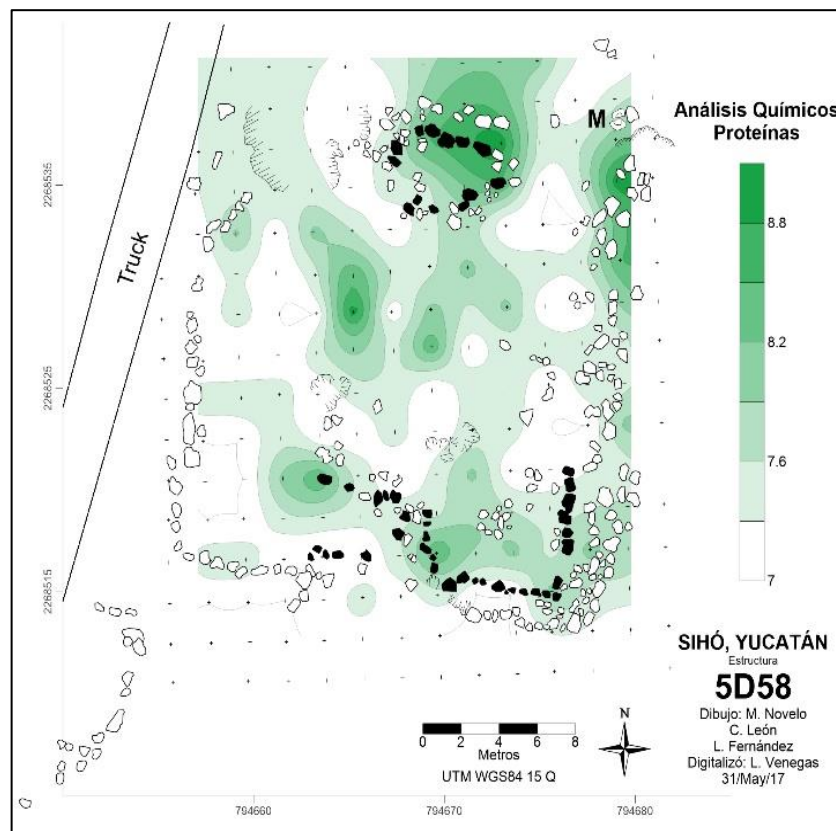 Análisis Químicos
Proteínas
M
Truck
8.8
8.2
7.6
7
2268535
2268525
2268515
SIHÓ, YUCATÁN
Estructura
5D58
Dibujo: M. Novelo
C. León
L. Fernández
Digitalizó: L. Venegas
31/May/17
N
0 2 4 6 8
Metros
UTM WGS84 15 Q
794660 794670 794680